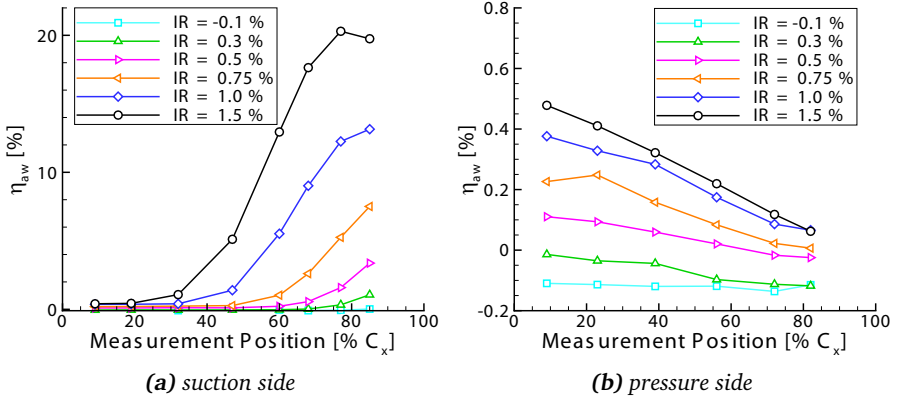 IR = -0.1 %
IR = 0.3 %
IR = 0.5 %
IR = 0.75 %
IR = 1.0 %
IR = 1.5 %
20
10
0
η_aw [%]
0 20 40 60 80 100
Measurement Position [% C_x]
(a) suction side
IR = -0.1 %
IR = 0.3 %
IR = 0.5 %
IR = 0.75 %
IR = 1.0 %
IR = 1.5 %
0.8
0.6
0.4
0.2
0
-0.2
η_aw [%]
0 20 40 60 80 100
Measurement Position [% C_x]
(b) pressure side